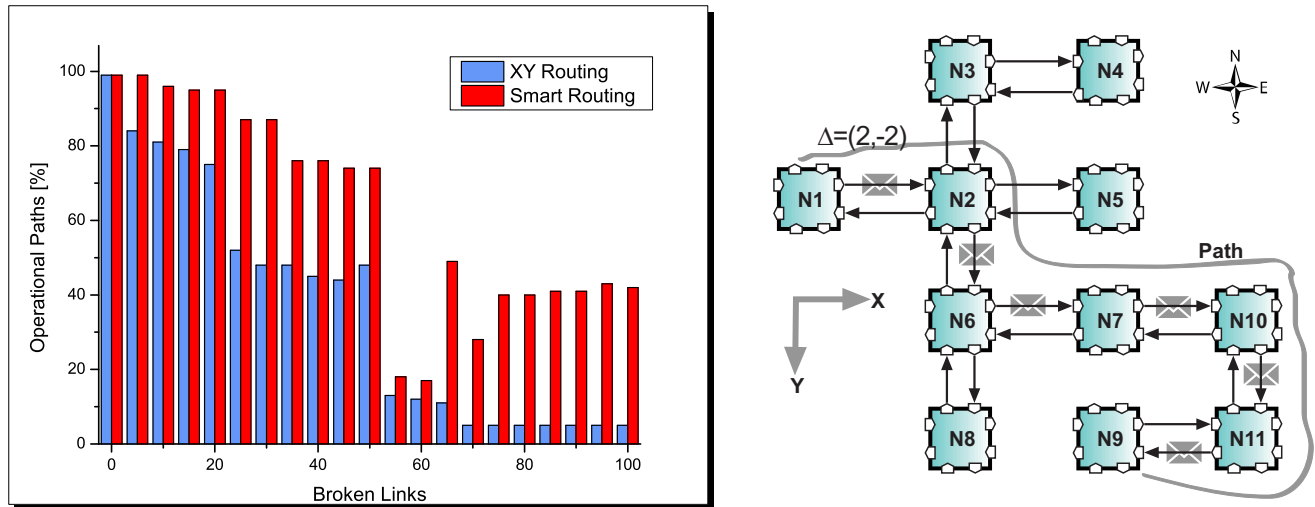 100
80
60
40
20
0
Operational Paths [%]
XY Routing
Smart Routing
0 20 40 60 80 100
Broken Links
N3 N4
N
W E
S
Δ=(2,-2)
N1 N2 N5
Path
X
Y
N6 N7 N10
N8 N9 N11